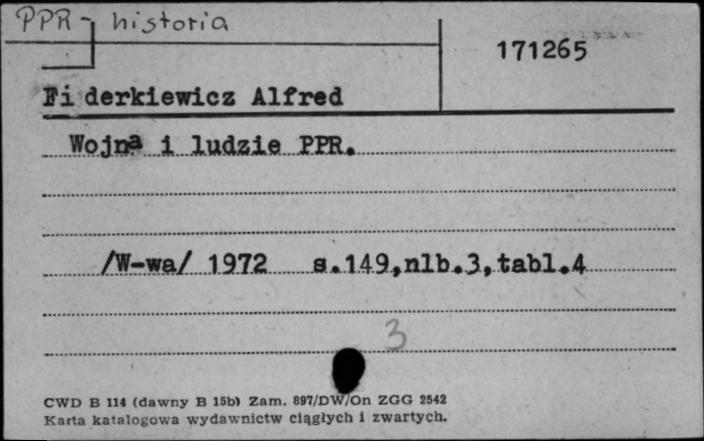 PPR - historia
171265
Fiderkiewicz Alfred
Wojna i ludzie PPR.
/W-wa/ 1972 s.149,nlb.3,tabl.4
3
CWD B 114 (dawny B 15b) Zam. 897/DW/On ZGG 2542
Karta katalogowa wydawnictw ciągłych i zwartych.